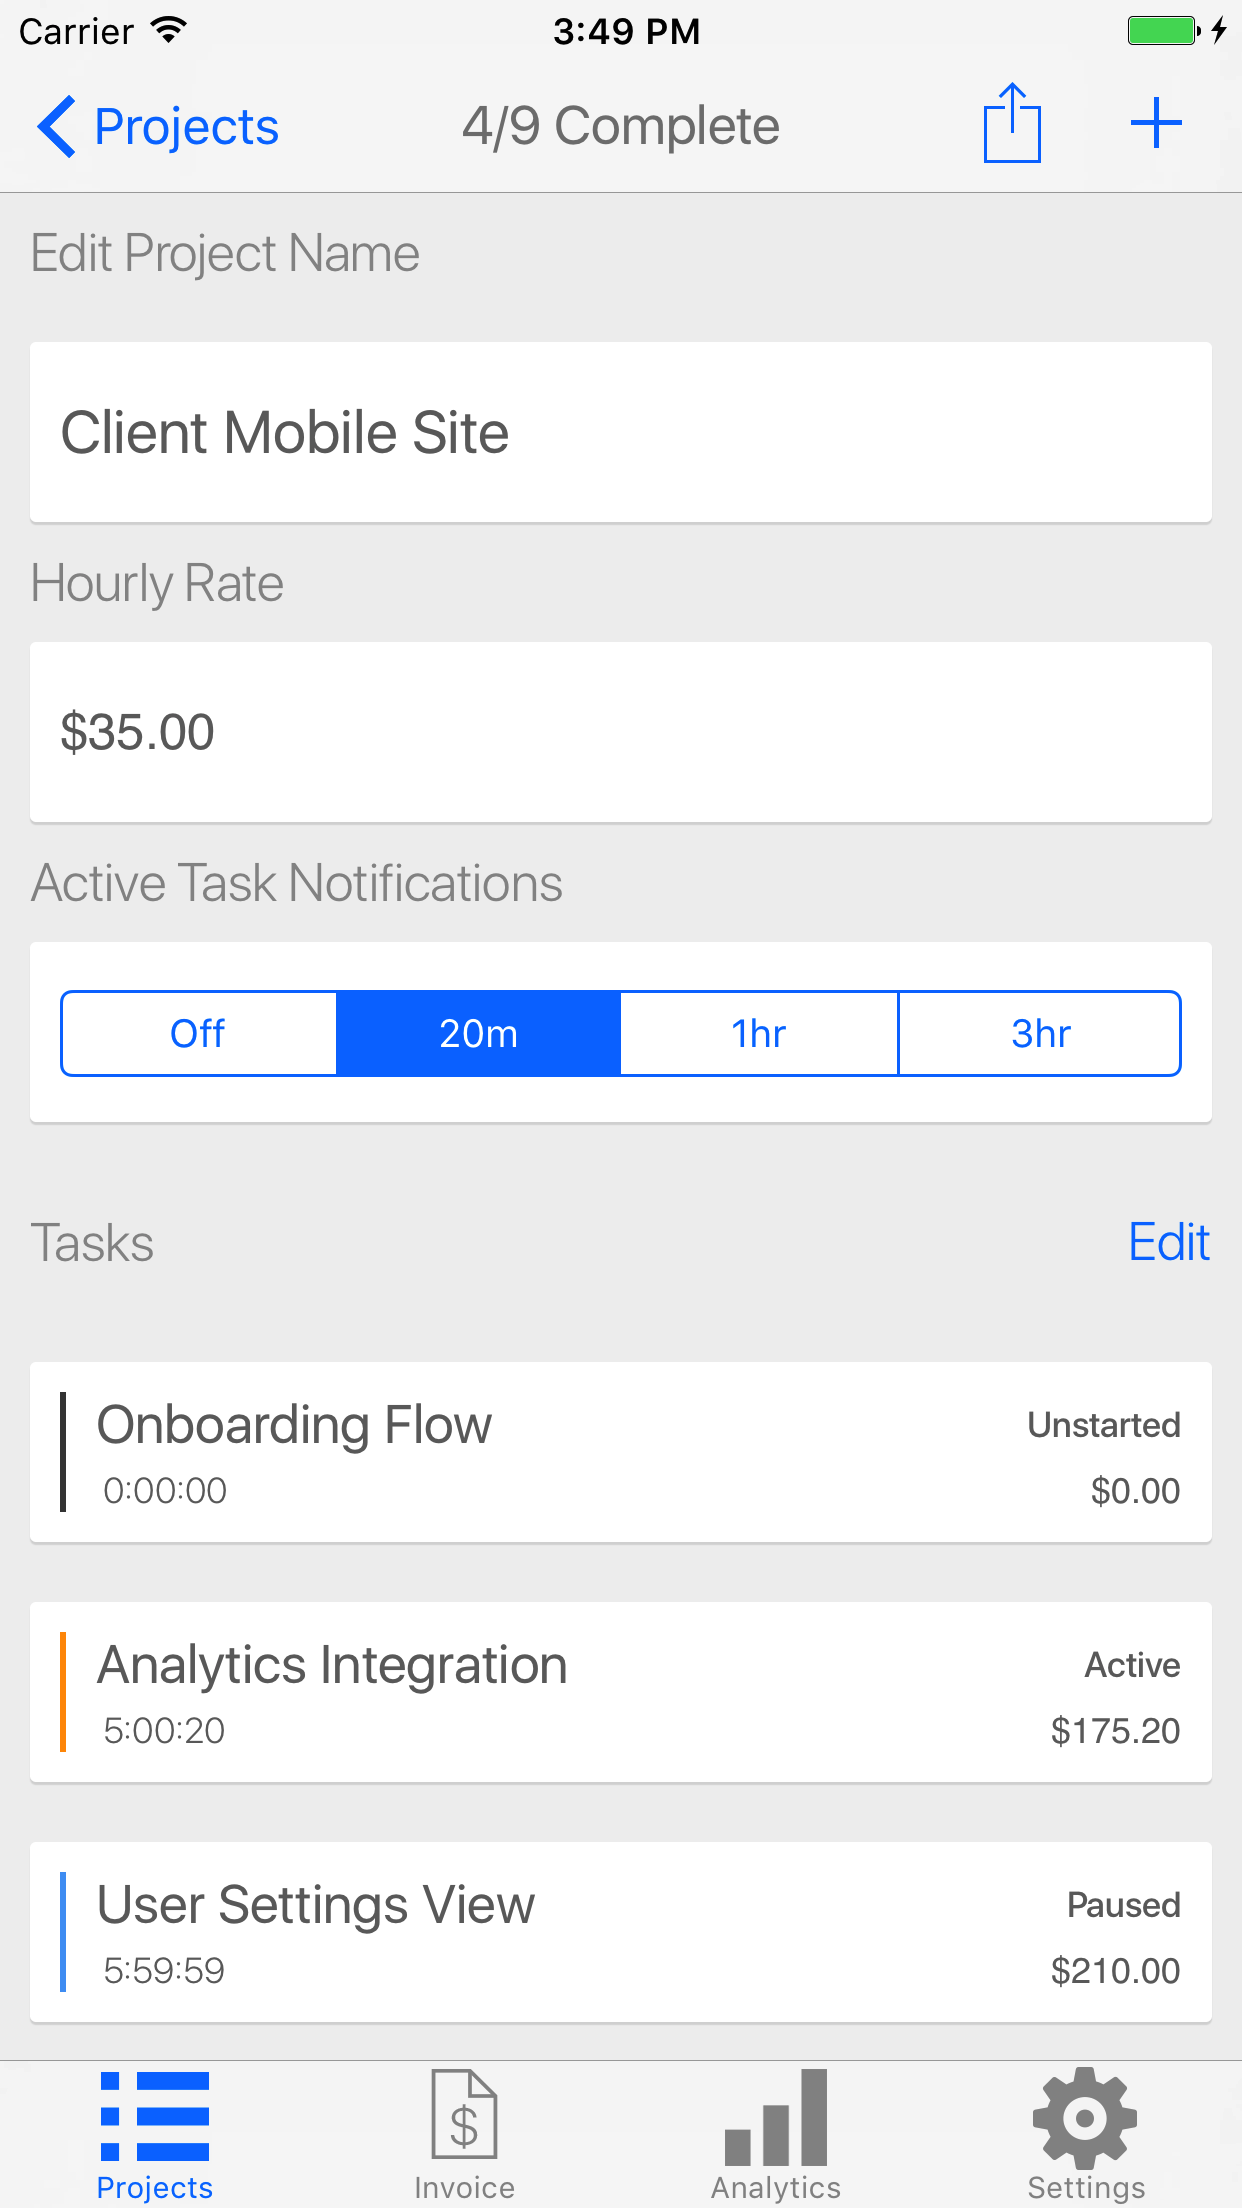 Carrier 3:49 PM
Projects 4/9 Complete
Edit Project Name
Client Mobile Site
Hourly Rate
$35.00
Active Task Notifications
Off 20m 1hr 3hr
Tasks Edit
Onboarding Flow Unstarted
0:00:00 $0.00
Analytics Integration Active
5:00:20 $175.20
User Settings View Paused
5:59:59 $210.00
$
Projects Invoice Analytics Settings